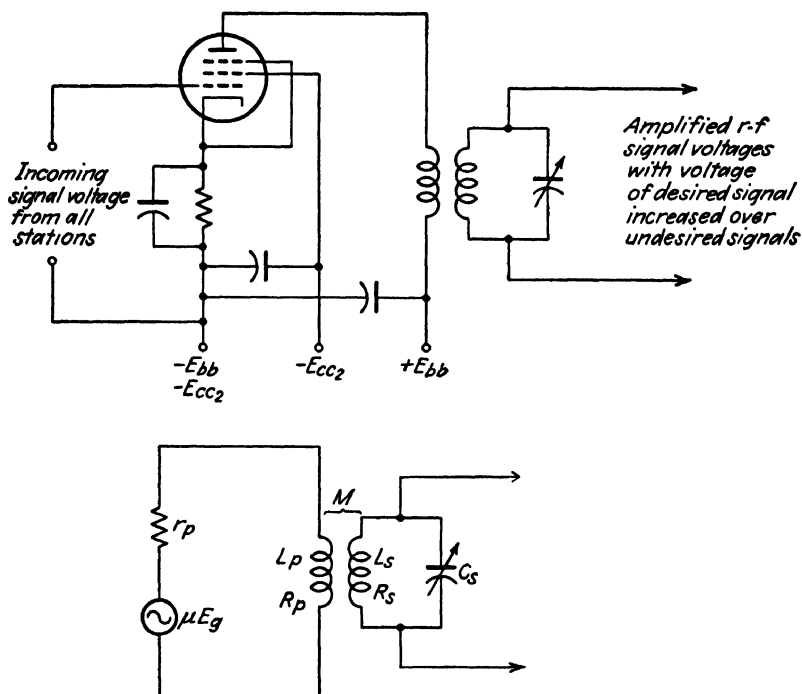 Incoming
signal voltage
from all
stations
Amplified r-f
signal voltages
with voltage
of desired signal
increased over
undesired signals
-Ebb
-Ecc2
-Ecc2
+Ebb
M
rp
Lp
Ls
Cs
Rp
Rs
μEg